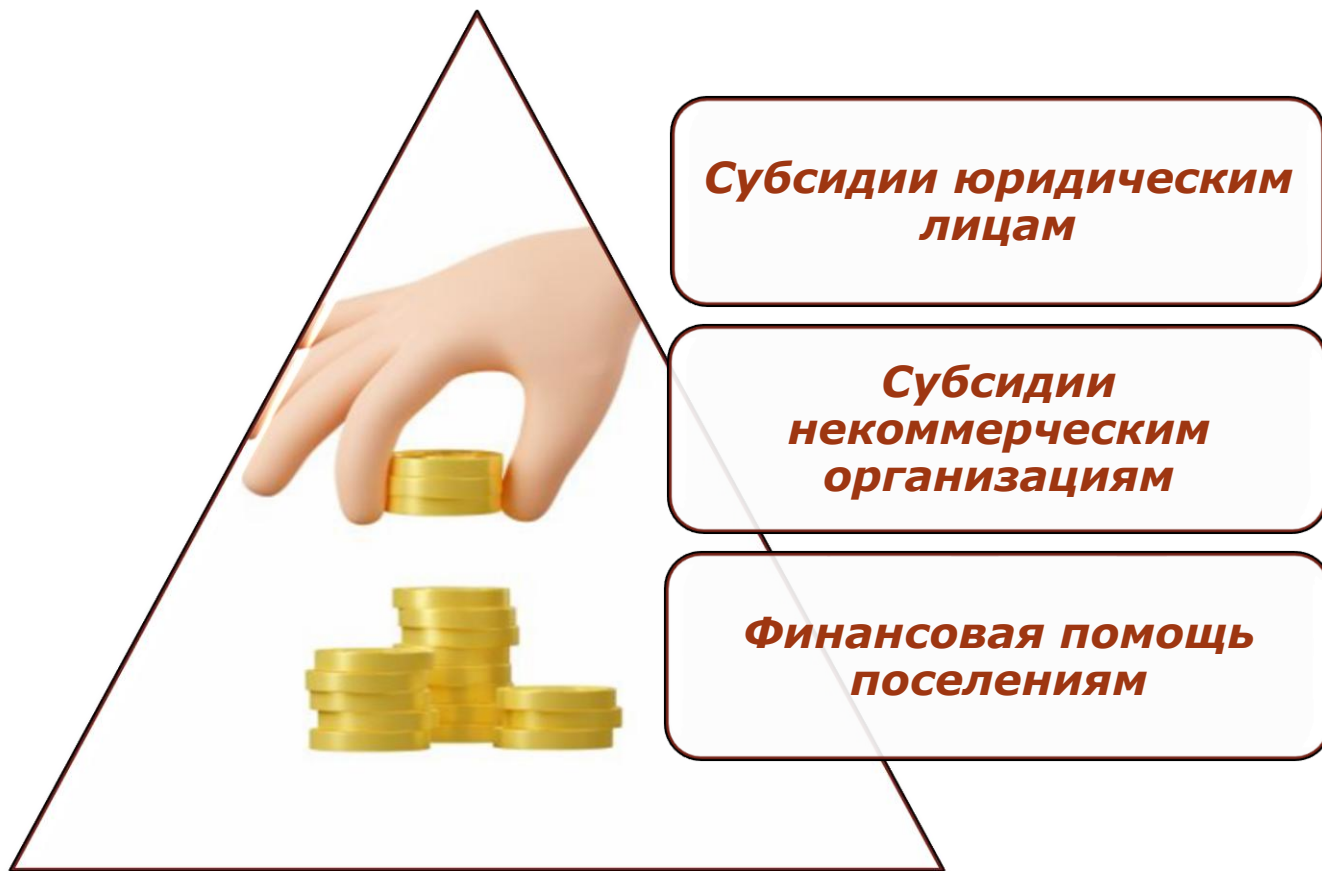 Субсидии юридическим
лицам
Субсидии
некоммерческим
организациям
Финансовая помощь
поселениям